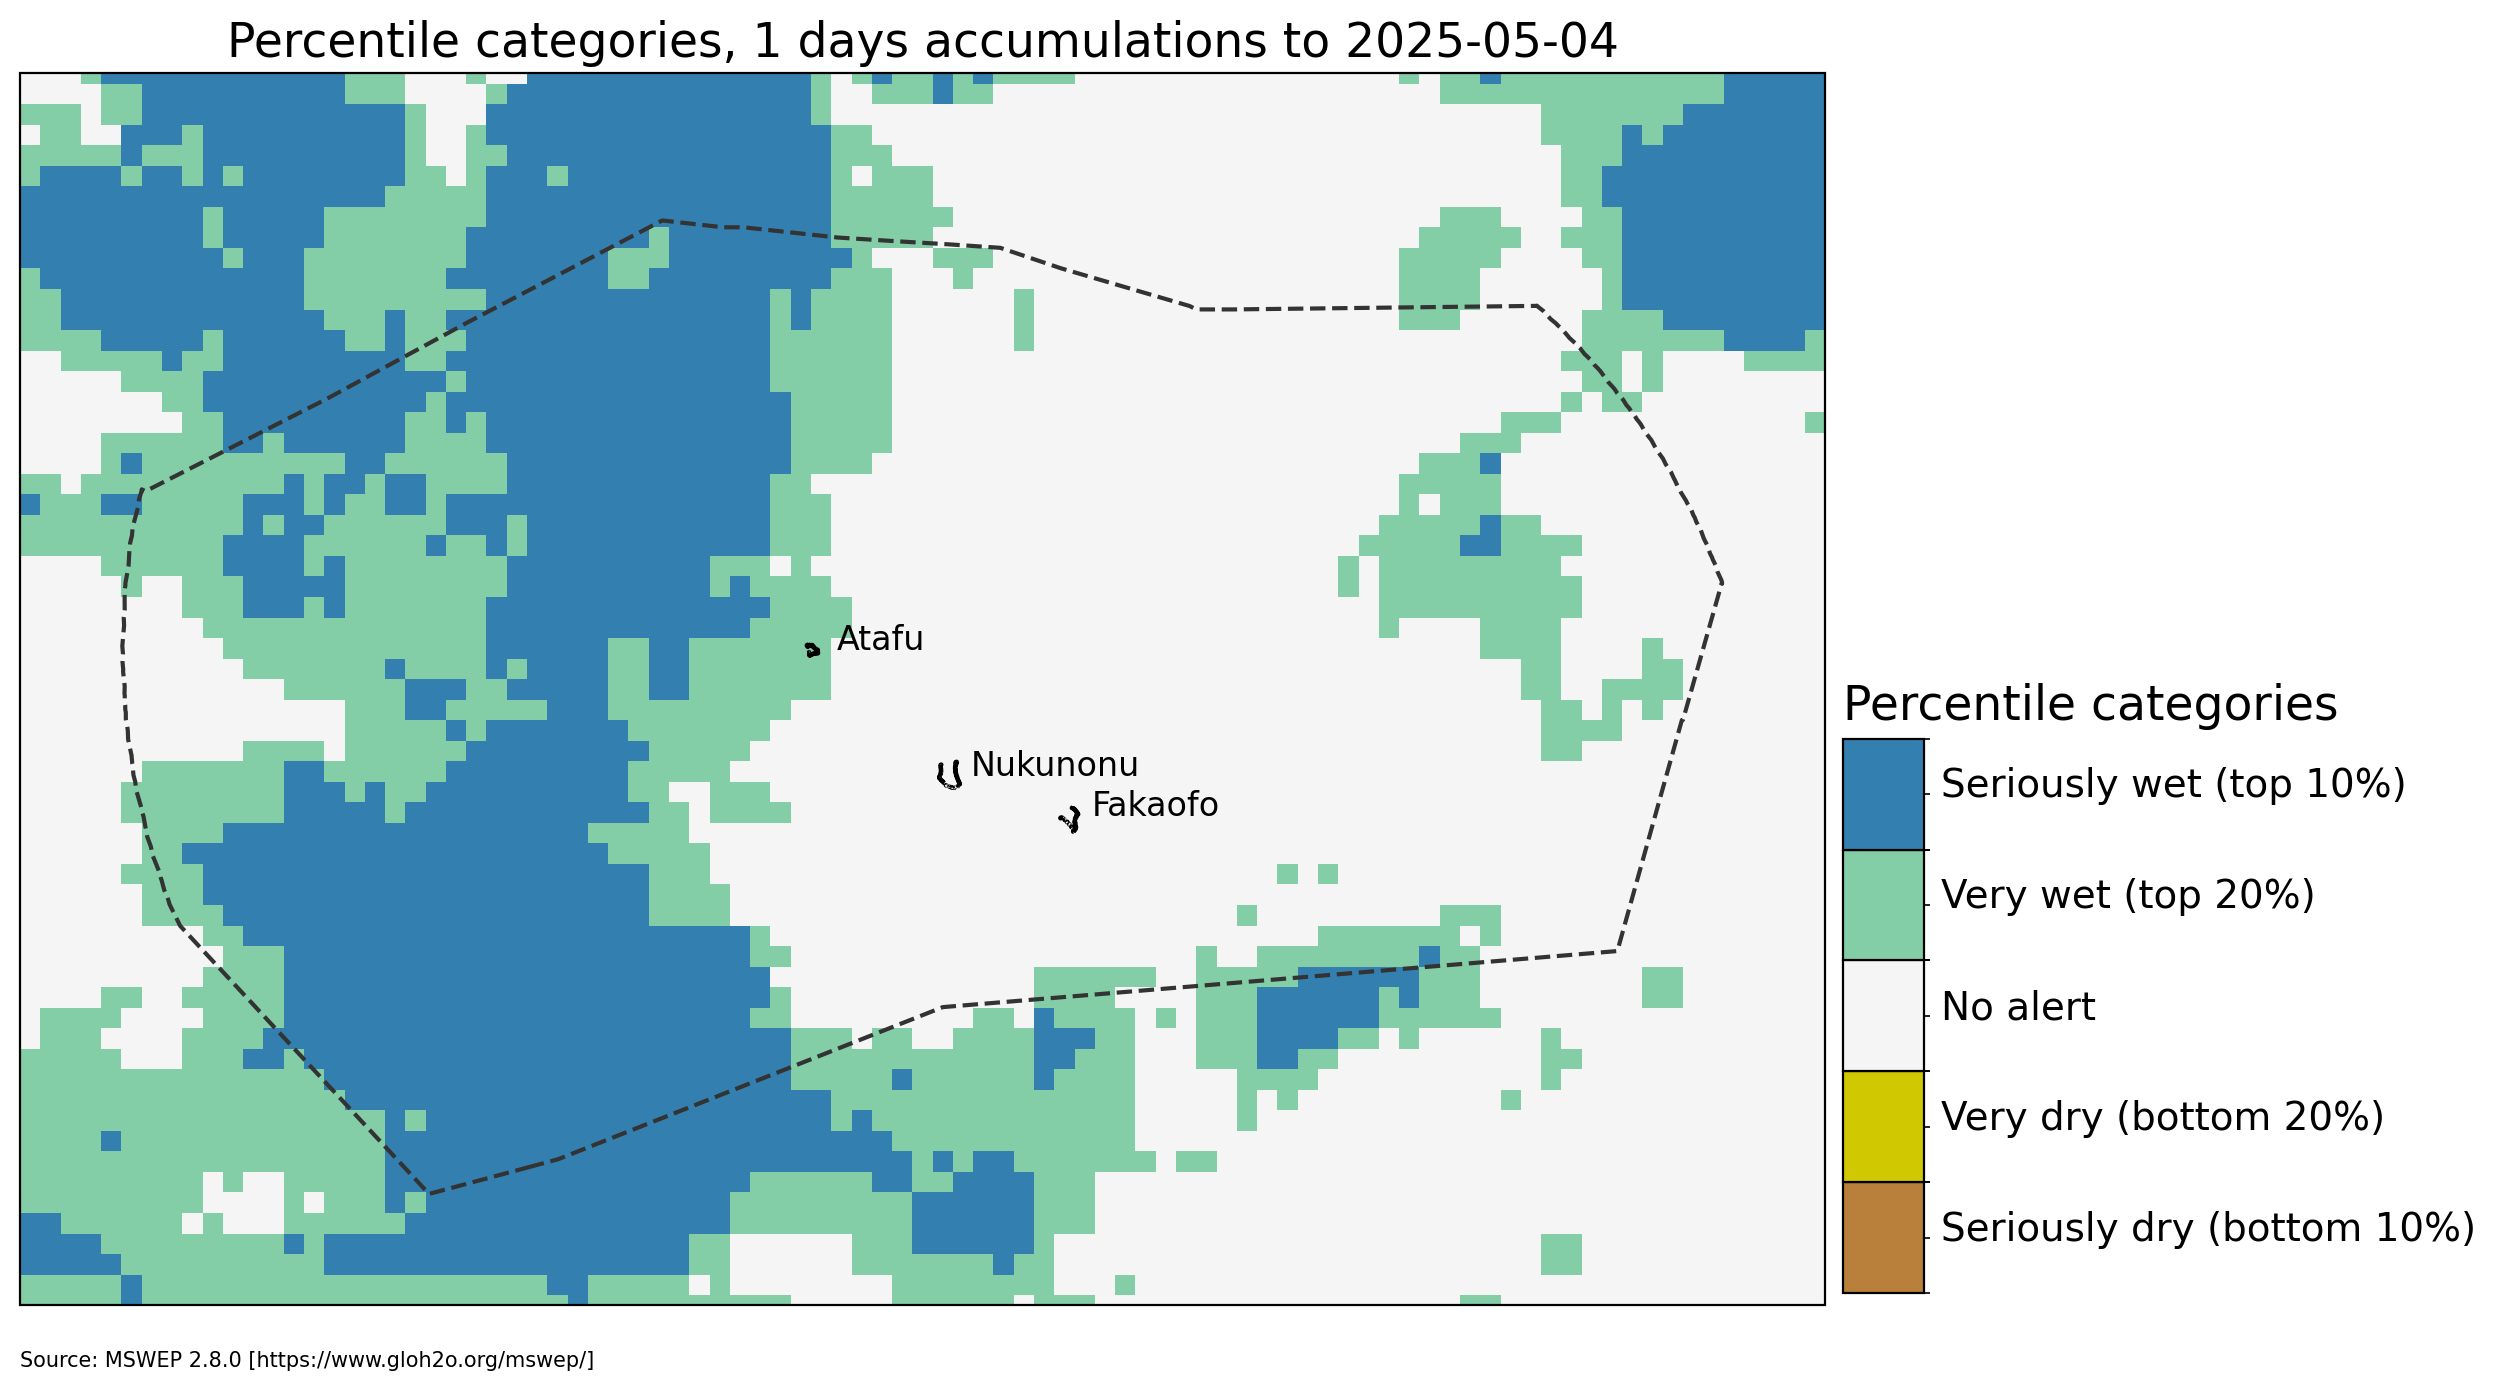 Percentile categories, 1 days accumulations to 2025-05-04
Atafu
Nukunonu
Fakaofo
Percentile categories
Seriously wet (top 10%)
Very wet (top 20%)
No alert
Very dry (bottom 20%)
Seriously dry (bottom 10%)
Source: MSWEP 2.8.0 [https://www.gloh2o.org/mswep/]